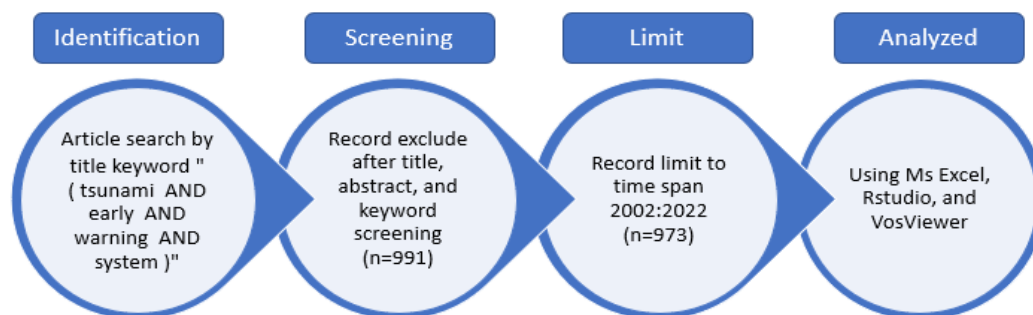 Identification
Screening
Limit
Analyzed
Article search by
title keyword "
( tsunami AND
early AND
warning AND
system )"
Record exclude
after title,
abstract, and
keyword
screening
(n=991)
Record limit to
time span
2002:2022
(n=973)
Using Ms Excel,
Rstudio, and
VosViewer